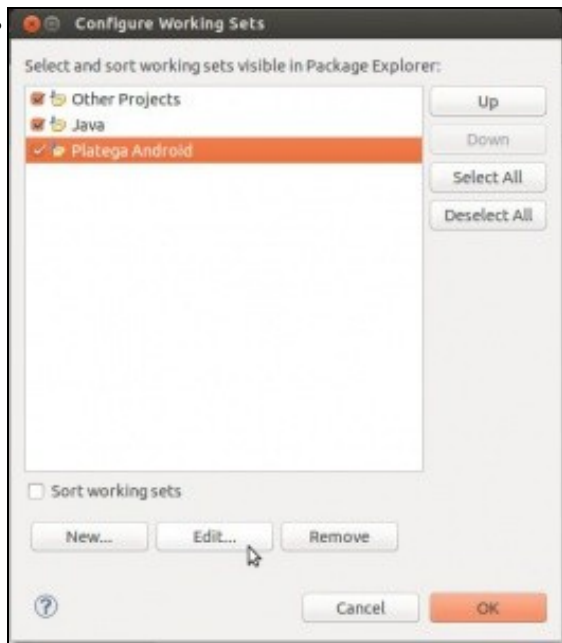 Configure Working Sets
Select and sort working sets visible in Package Explorer:
Other Projects
Java
Platega Android
Up
Down
Select All
Deselect All
Sort working sets
New...
Edit...
Remove
?
Cancel
OK